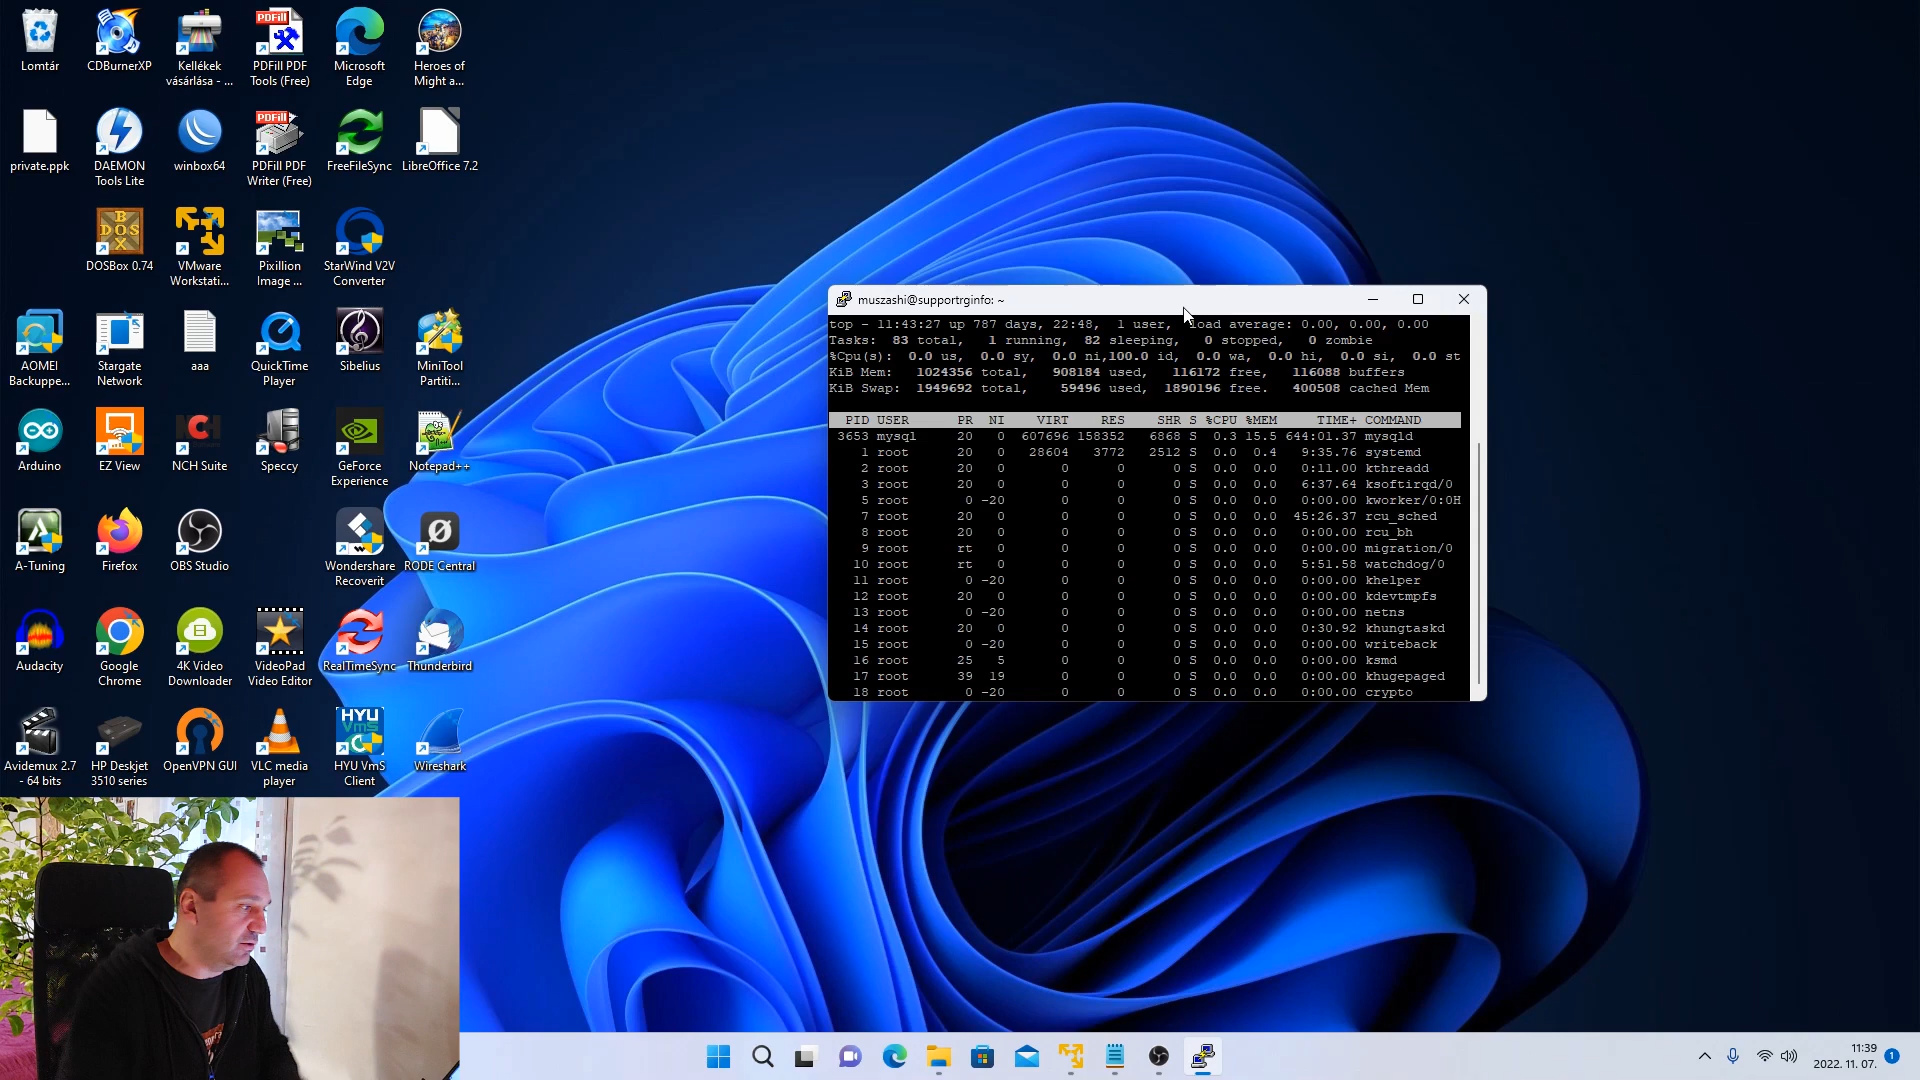 Lomtár
CDBurnerXP
Kellékek
vásárlása - ...
PDFill PDF
Tools (Free)
Microsoft
Edge
Heroes of
Might a...
private.ppk
DAEMON
Tools Lite
winbox64
PDFill PDF
Writer (Free)
FreeFileSync
LibreOffice 7.2
DOSBox 0.74
VMware
Workstati...
Pixillion
Image ...
StarWind V2V
Converter
AOMEI
Backuppe...
Stargate
Network
aaa
QuickTime
Player
Sibelius
MiniTool
Partiti...
Arduino
EZ View
NCH Suite
Speccy
GeForce
Experience
Notepad++
A-Tuning
Firefox
OBS Studio
Wondershare
Recoverit
RODE Central
Audacity
Google
Chrome
4K Video
Downloader
VideoPad
Video Editor
RealTimeSync
Thunderbird
Avidemux 2.7
- 64 bits
HP Deskjet
3510 series
OpenVPN GUI
VLC media
player
HYU VmS
Client
Wireshark
muszashi@supportrginfo: ~
top - 11:43:27 up 787 days, 22:48,  1 user,  load average: 0.00, 0.00, 0.00
Tasks:  83 total,   1 running,  82 sleeping,   0 stopped,   0 zombie
%Cpu(s):  0.0 us,  0.0 sy,  0.0 ni,100.0 id,  0.0 wa,  0.0 hi,  0.0 si,  0.0 st
KiB Mem:   1024356 total,   908184 used,   116172 free,   116088 buffers
KiB Swap:  1949692 total,    59496 used,  1890196 free.   400508 cached Mem
PID USER      PR  NI    VIRT    RES    SHR S  %CPU %MEM     TIME+ COMMAND
3653 mysql     20   0  607696 158352   6868 S   0.3 15.5 644:01.37 mysqld
1 root      20   0   28604   3772   2512 S   0.0  0.4   9:35.76 systemd
2 root      20   0       0      0      0 S   0.0  0.0   0:11.00 kthreadd
3 root      20   0       0      0      0 S   0.0  0.0   6:37.64 ksoftirqd/0
5 root       0 -20       0      0      0 S   0.0  0.0   0:00.00 kworker/0:0H
7 root      20   0       0      0      0 S   0.0  0.0  45:26.37 rcu_sched
8 root      20   0       0      0      0 S   0.0  0.0   0:00.00 rcu_bh
9 root      rt   0       0      0      0 S   0.0  0.0   0:00.00 migration/0
10 root      rt   0       0      0      0 S   0.0  0.0   5:51.58 watchdog/0
11 root       0 -20       0      0      0 S   0.0  0.0   0:00.00 khelper
12 root      20   0       0      0      0 S   0.0  0.0   0:00.00 kdevtmpfs
13 root       0 -20       0      0      0 S   0.0  0.0   0:00.00 netns
14 root      20   0       0      0      0 S   0.0  0.0   0:30.92 khungtaskd
15 root       0 -20       0      0      0 S   0.0  0.0   0:00.00 writeback
16 root      25   5       0      0      0 S   0.0  0.0   0:00.00 ksmd
17 root      39  19       0      0      0 S   0.0  0.0   0:00.00 khugepaged
18 root       0 -20       0      0      0 S   0.0  0.0   0:00.00 crypto
11:39
2022. 11. 07.
1